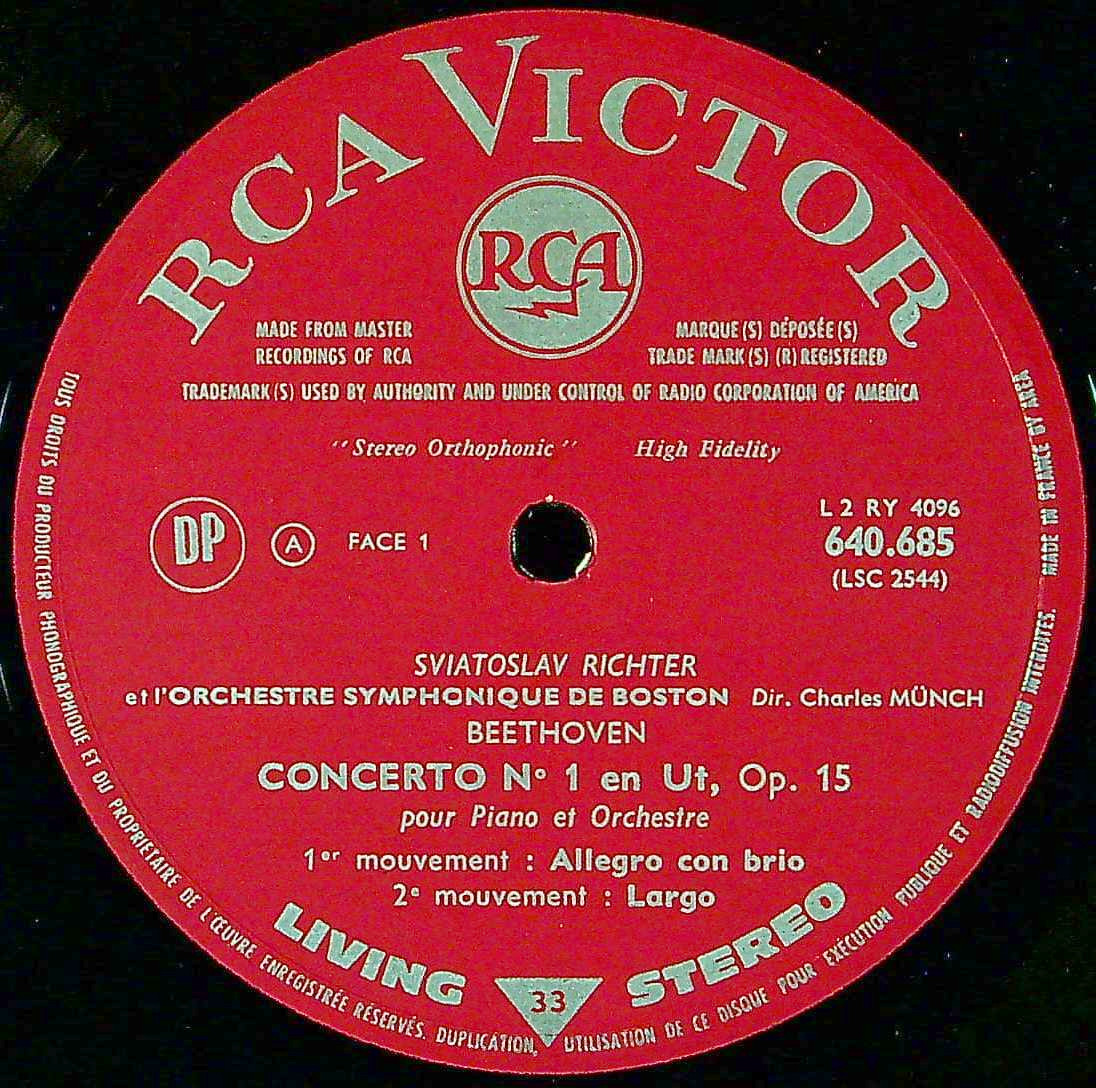 RCA VICTOR
RCA
MADE FROM MASTER
RECORDINGS OF RCA
MARQUE(S) DÉPOSÉE(S)
TRADE MARK(S) (R) REGISTERED
TRADEMARK(S) USED BY AUTHORITY AND UNDER CONTROL OF RADIO CORPORATION OF AMERICA
"Stereo Orthophonic" High Fidelity
DP
A
FACE 1
L 2 RY 4096
640.685
(LSC 2544)
SVIATOSLAV RICHTER
et l'ORCHESTRE SYMPHONIQUE DE BOSTON Dir. Charles MÜNCH
BEETHOVEN
CONCERTO N° 1 en Ut, Op. 15
pour Piano et Orchestre
1er mouvement : Allegro con brio
2e mouvement : Largo
LIVING STEREO
33
TOUS DROITS DU PRODUCTEUR PHONOGRAPHIQUE ET DU PROPRIÉTAIRE DE L'ŒUVRE ENREGISTRÉE RÉSERVÉS. DUPLICATION, UTILISATION DE CE DISQUE POUR EXÉCUTION PUBLIQUE ET RADIODIFFUSION INTERDITES. MADE IN FRANCE BY AREA